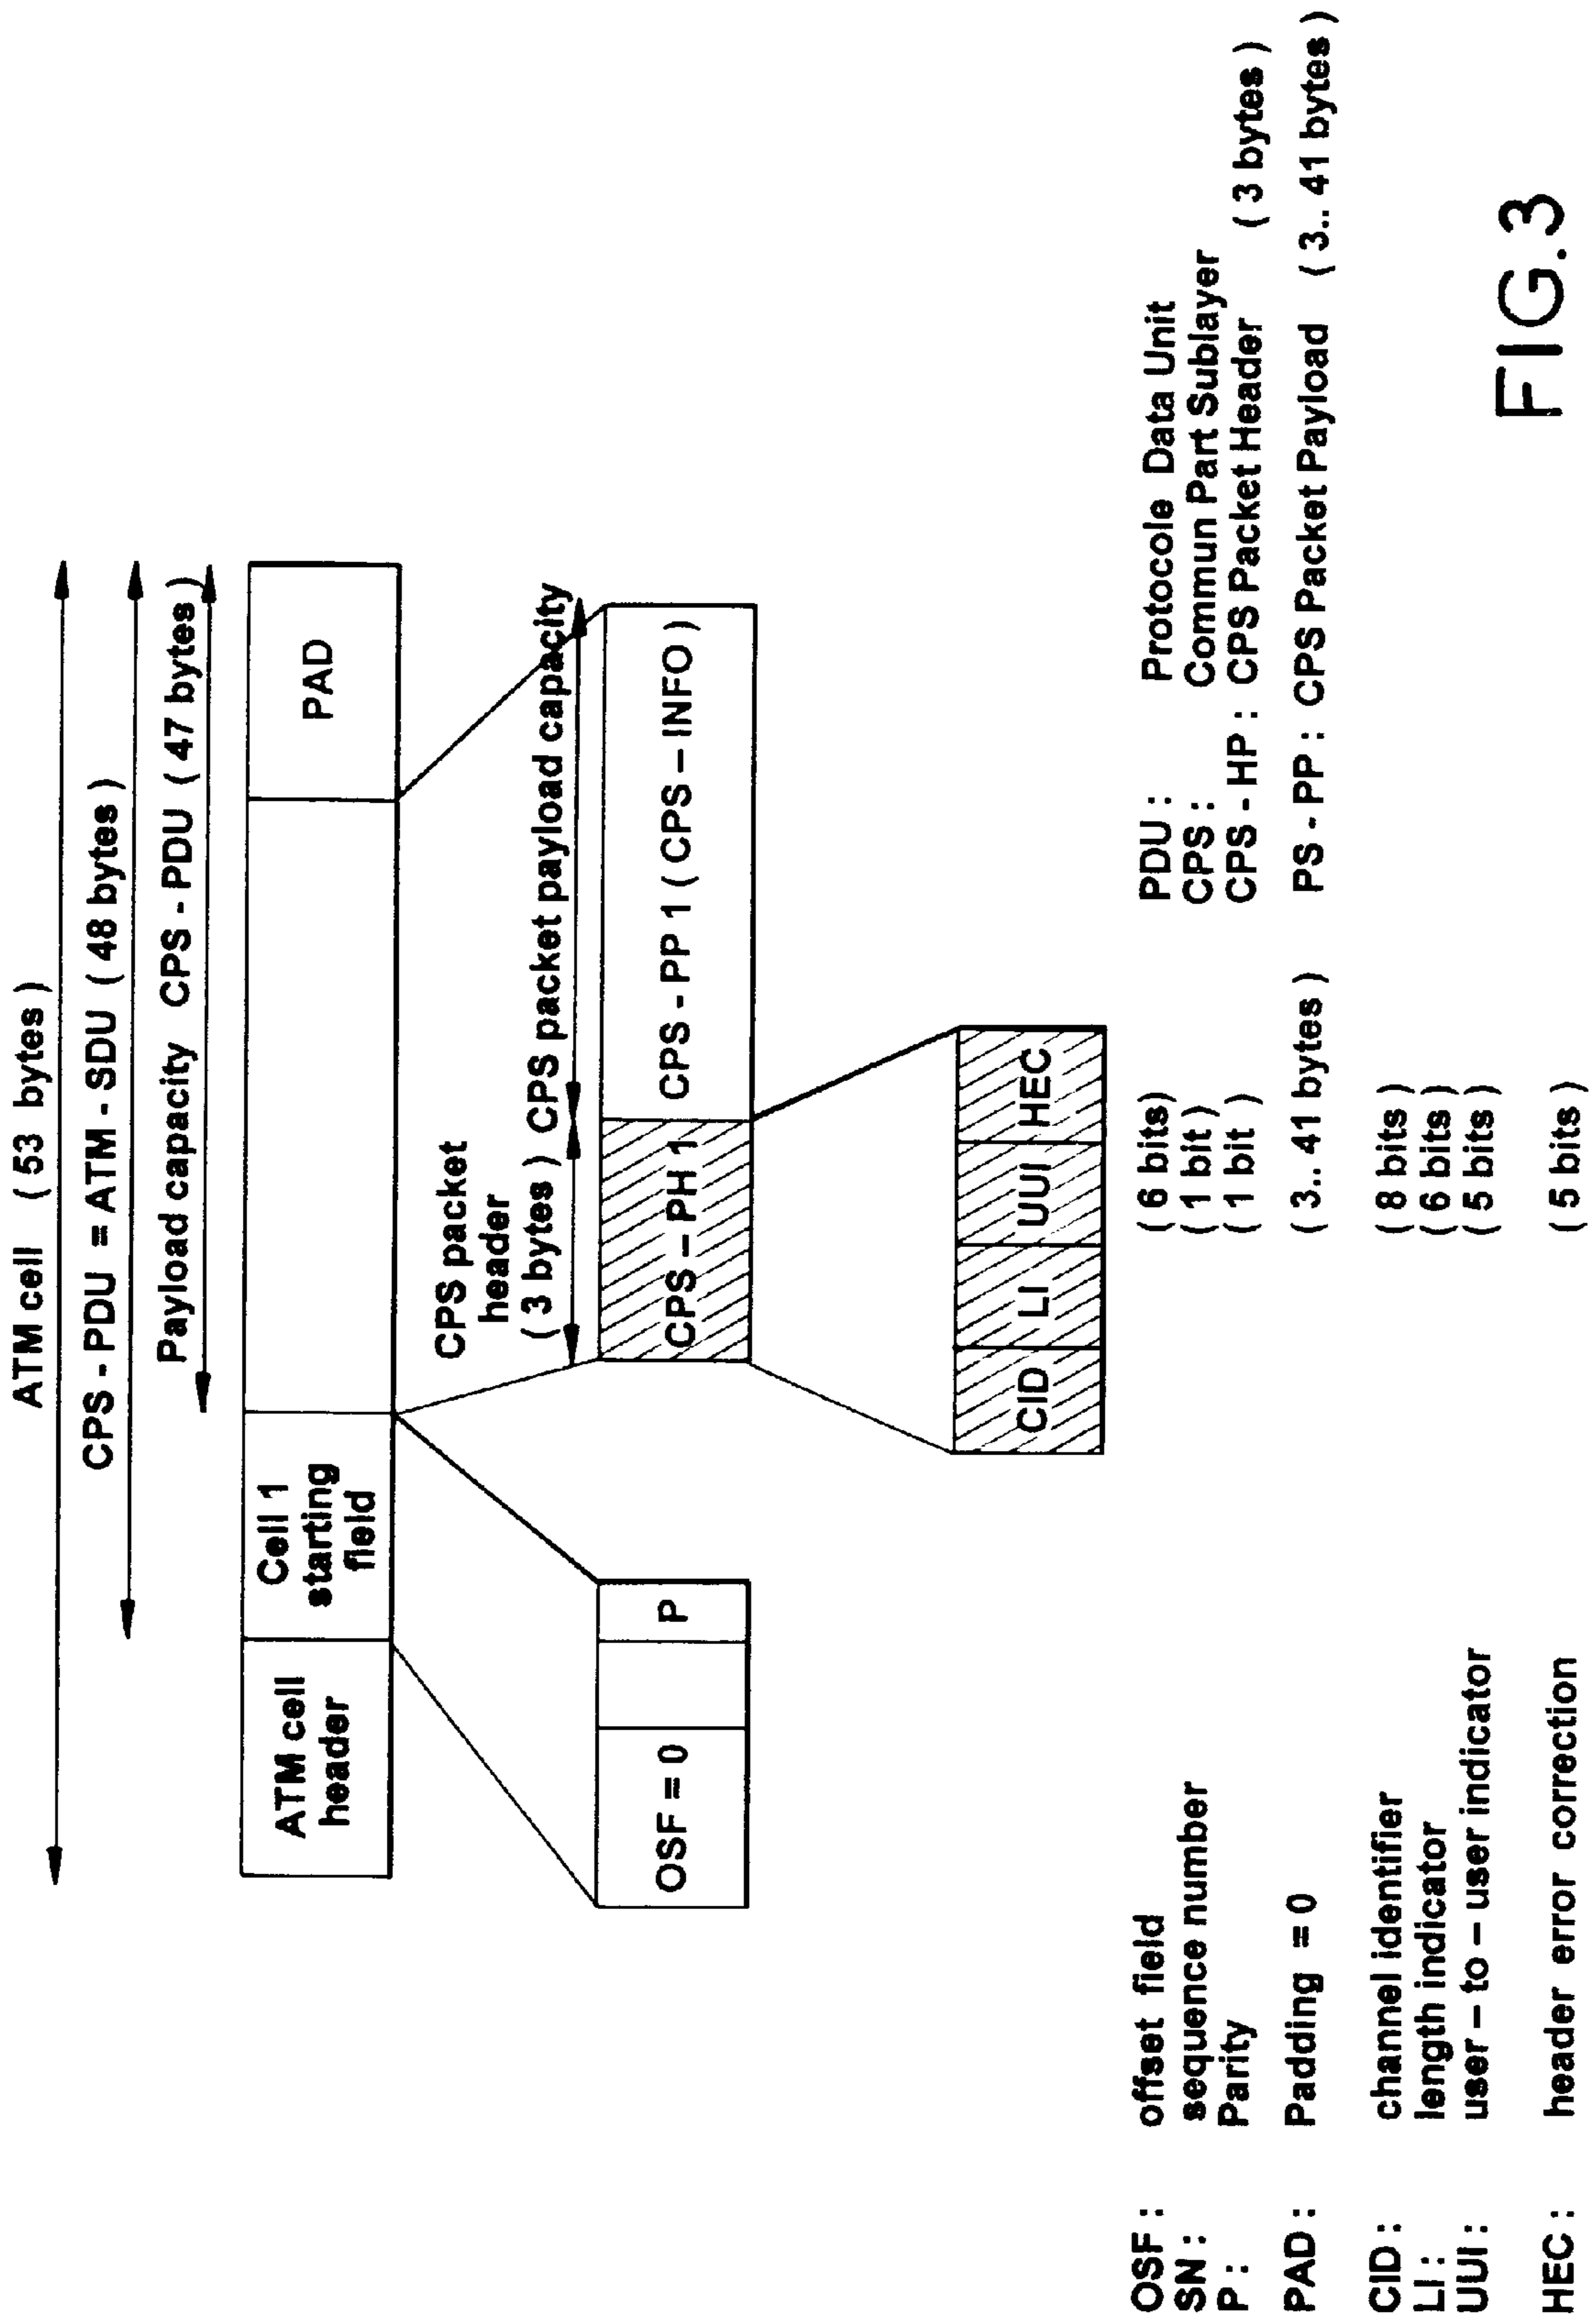 ATM cell ( 53 bytes )
CPS - PDU = ATM - SDU ( 48 bytes )
Payload capacity CPS - PDU ( 47 bytes )
ATM cell
header
Cell 1
starting
field
PAD
CPS packet
header
( 3 bytes )
CPS packet payload capacity
OSF = 0
P
CPS – PH 1
CPS - PP 1 ( CPS – INFO )
CID
LI
UUI
HEC
OSF : offset field ( 6 bits)
SN : sequence number ( 1 bit )
P : Parity ( 1 bit )
PAD : Padding = 0 ( 3.. 41 bytes )
CID : channel identifier ( 8 bits )
LI : length indicator ( 6 bits )
UUI : user – to – user indicator ( 5 bits )
HEC : header error correction ( 5 bits )
PDU : Protocole Data Unit
CPS : Commun Part Sublayer
CPS - HP : CPS Packet Header ( 3 bytes )
PS - PP : CPS Packet Payload ( 3.. 41 bytes )
FIG.3